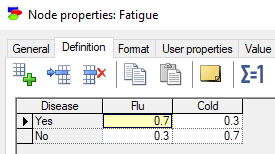 Node properties: Fatigue
General Definition Format User properties Value
Σ=1
Disease Flu Cold
Yes 0.7 0.3
No 0.3 0.7